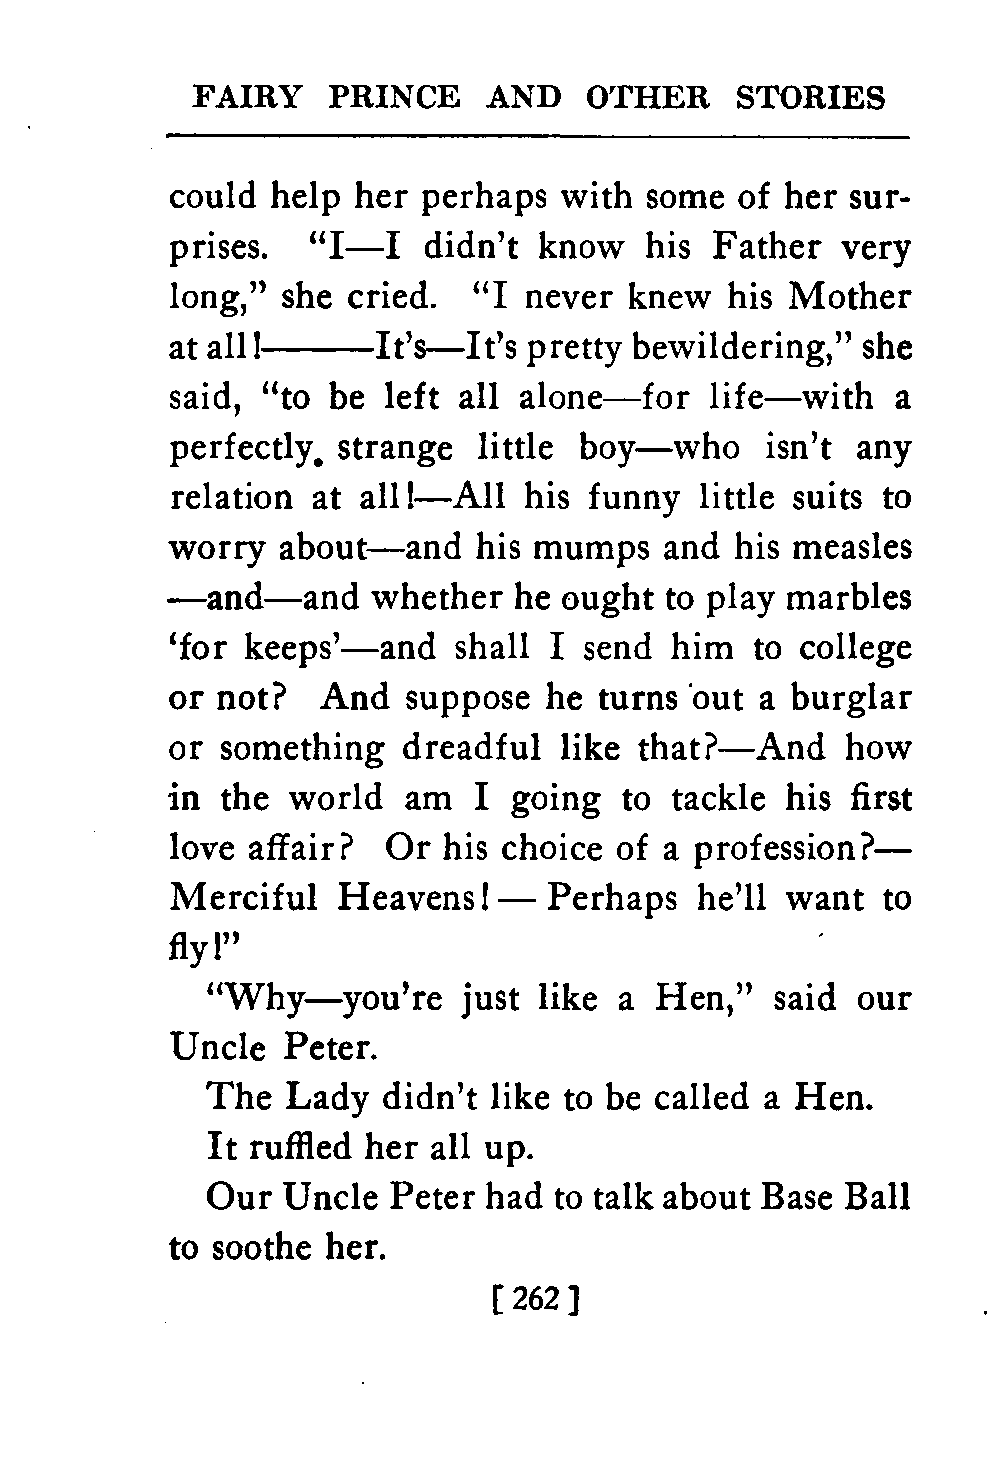 FAIRY PRINCE AND OTHER STORIES
could help her perhaps with some of her sur-
prises. “I—I didn’t know his Father very
long,” she cried. “I never knew his Mother
at all!———It’s—It’s pretty bewildering,” she
said, “to be left all alone—for life—with a
perfectly. strange little boy—who isn’t any
relation at all!—All his funny little suits to
worry about—and his mumps and his measles
—and—and whether he ought to play marbles
‘for keeps’—and shall I send him to college
or not? And suppose he turns out a burglar
or something dreadful like that?—And how
in the world am I going to tackle his first
love affair? Or his choice of a profession?—
Merciful Heavens!— Perhaps he’ll want to
fly!”
“Why—you’re just like a Hen,” said our
Uncle Peter.
The Lady didn’t like to be called a Hen.
It ruffled her all up.
Our Uncle Peter had to talk about Base Ball
to soothe her.
[ 262 ]